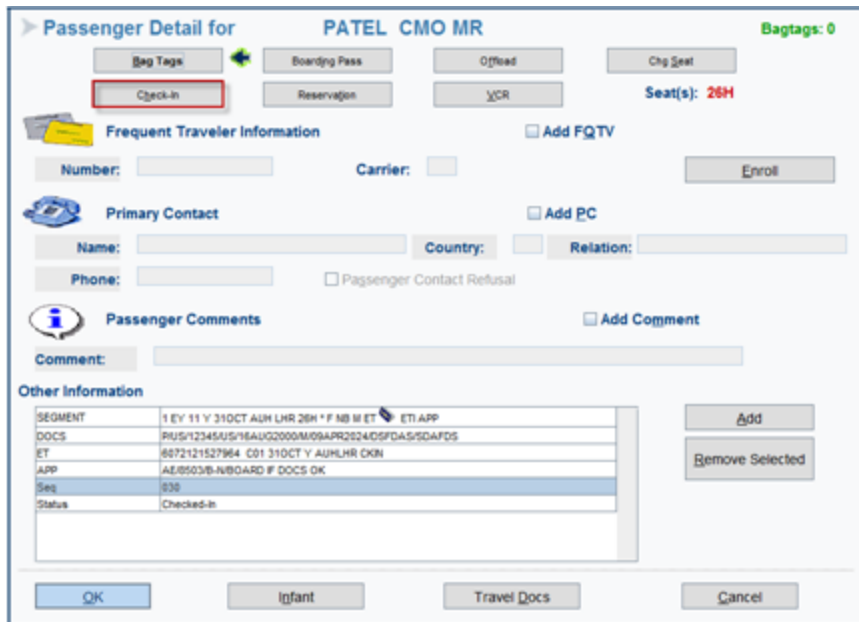 Passenger Detail for PATEL CMO MR Bagtags: 0
Bag Tags Boarding Pass Offload Chg Seat
Check-In Reservation VCR Seat(s): 26H
Frequent Traveler Information Add FQTV
Number: Carrier: Enroll
Primary Contact Add PC
Name: Country: Relation:
Phone: Passenger Contact Refusal
Passenger Comments Add Comment
Comment:
Other Information
SEGMENT 1 EY 11 Y 31OCT AUH LHR 26H * F NB M ET ETI APP
DOCS P/US/12345/US/16AUG2000/M/09APR2024/DSFDAS/SDAFDS
ET 6072121527964 C01 31OCT Y AUHLHR CKIN
APP AE/8503/B-N/BOARD IF DOCS OK
Seq 030
Status Checked-In
Add
Remove Selected
OK Infant Travel Docs Cancel